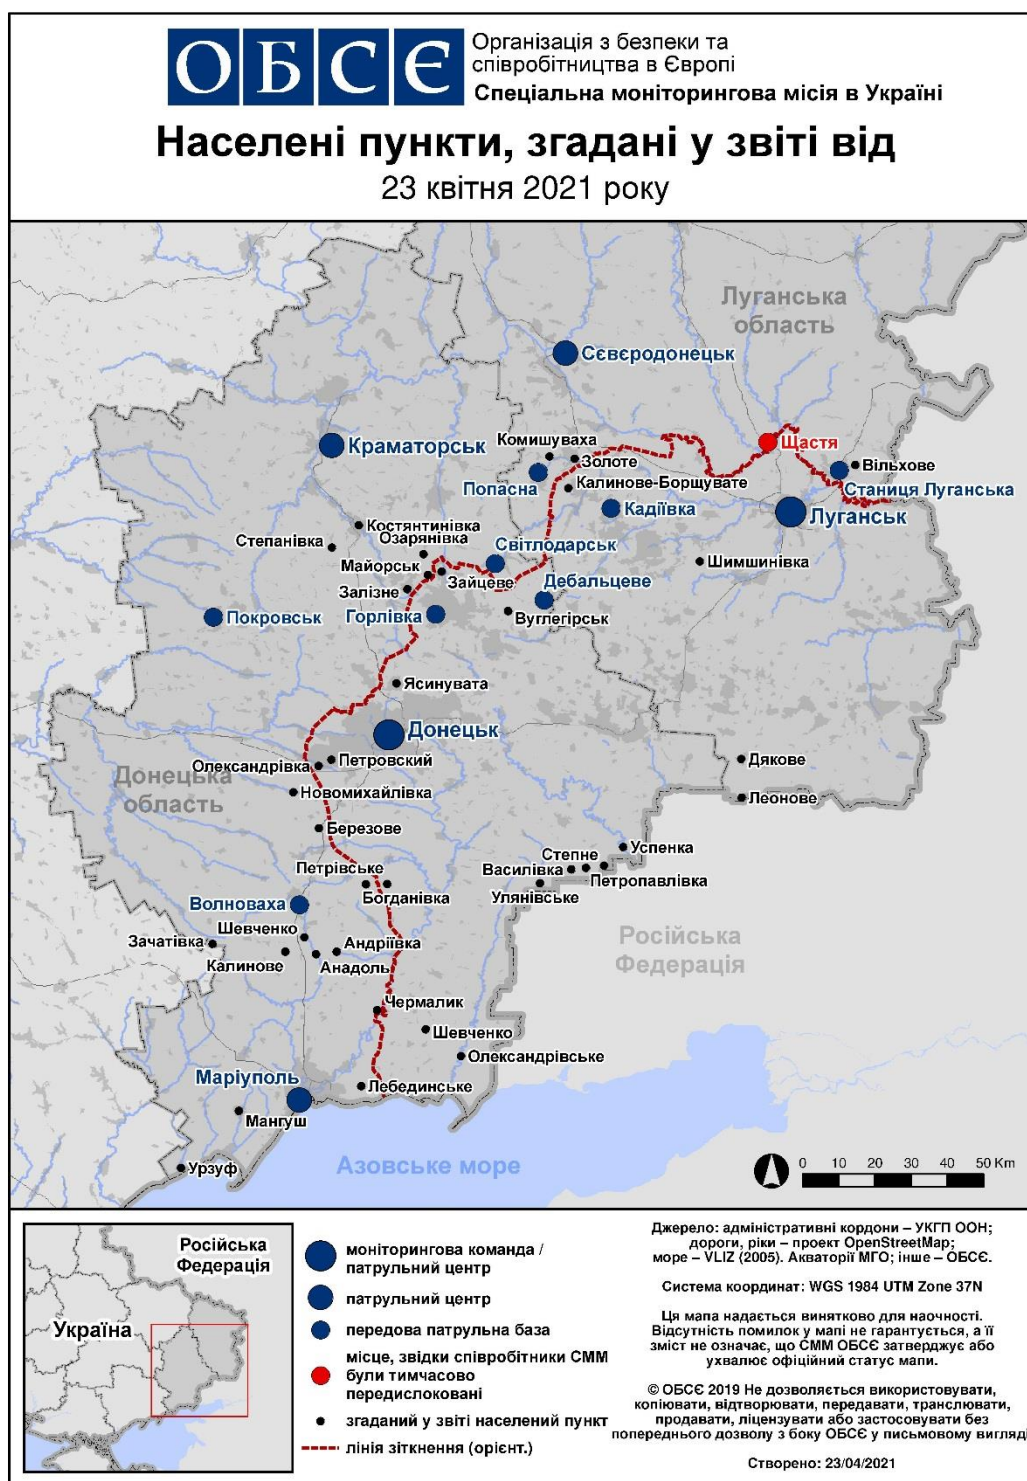 ОБСЄ
Організація з безпеки та
співробітництва в Європі
Спеціальна моніторингова місія в Україні
Населені пункти, згадані у звіті від
23 квітня 2021 року
Луганська
область
Сєвєродонецьк
Краматорськ
Комишуваха
Золоте
Щастя
Вільхове
Попасна
Калинове-Борщувате
Станиця Луганська
Кадіївка
Луганськ
Костянтинівка
Озарянівка
Степанівка
Світлодарськ
Майорськ
Зайцеве
Шимшинівка
Залізне
Дебальцеве
Покровськ
Горлівка
Вуглегірськ
Ясинувата
Донецьк
Петровский
Олександрівка
Донецька
область
Дякове
Новомихайлівка
Леонове
Березове
Успенка
Степне
Петрівське
Василівка
Петропавлівка
Богданівка
Улянівське
Волноваха
Шевченко
Зачатівка
Андріївка
Калинове
Анадоль
Російська
Федерація
Чермалик
Шевченко
Олександрівське
Маріуполь
Лебединське
Мангуш
Урзуф
Азовське море
0 10 20 30 40 50 Km
Російська
Федерація
Україна
моніторингова команда /
патрульний центр
патрульний центр
передова патрульна база
місце, звідки співробітники СММ
були тимчасово
передислоковані
згаданий у звіті населений пункт
лінія зіткнення (орієнт.)
Джерело: адміністративні кордони – УКГП ООН;
дороги, ріки – проект OpenStreetMap;
море – VLIZ (2005). Акваторії МГО; інше – ОБСЄ.
Система координат: WGS 1984 UTM Zone 37N
Ця мапа надається винятково для наочності.
Відсутність помилок у мапі не гарантується, а її
зміст не означає, що СММ ОБСЄ затверджує або
ухвалює офіційний статус мапи.
© ОБСЄ 2019 Не дозволяється використовувати,
копіювати, відтворювати, передавати, транслювати,
продавати, ліцензувати або застосовувати без
попереднього дозволу з боку ОБСЄ у письмовому вигляді
Створено: 23/04/2021